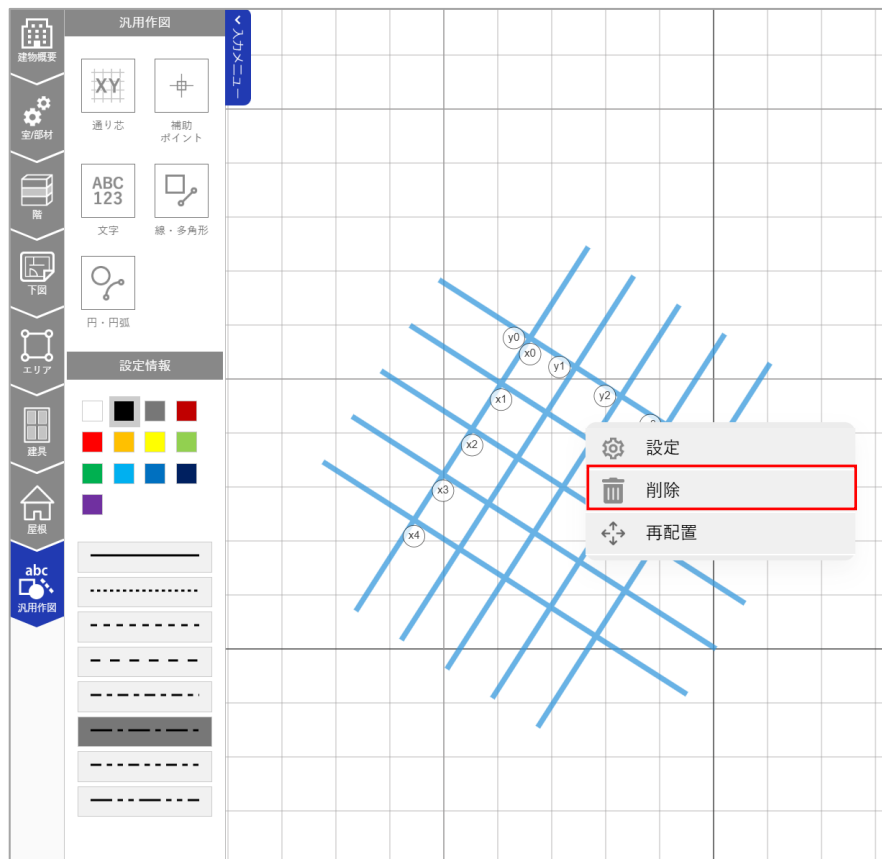 建物概要
室/部材
階
下図
エリア
建具
屋根
abc
汎用作図
汎用作図
XY
通り芯
補助
ポイント
ABC
123
文字
線・多角形
円・円弧
設定情報
入力メニュー
y0
x0
y1
x1
y2
x2
x3
x4
設定
削除
再配置